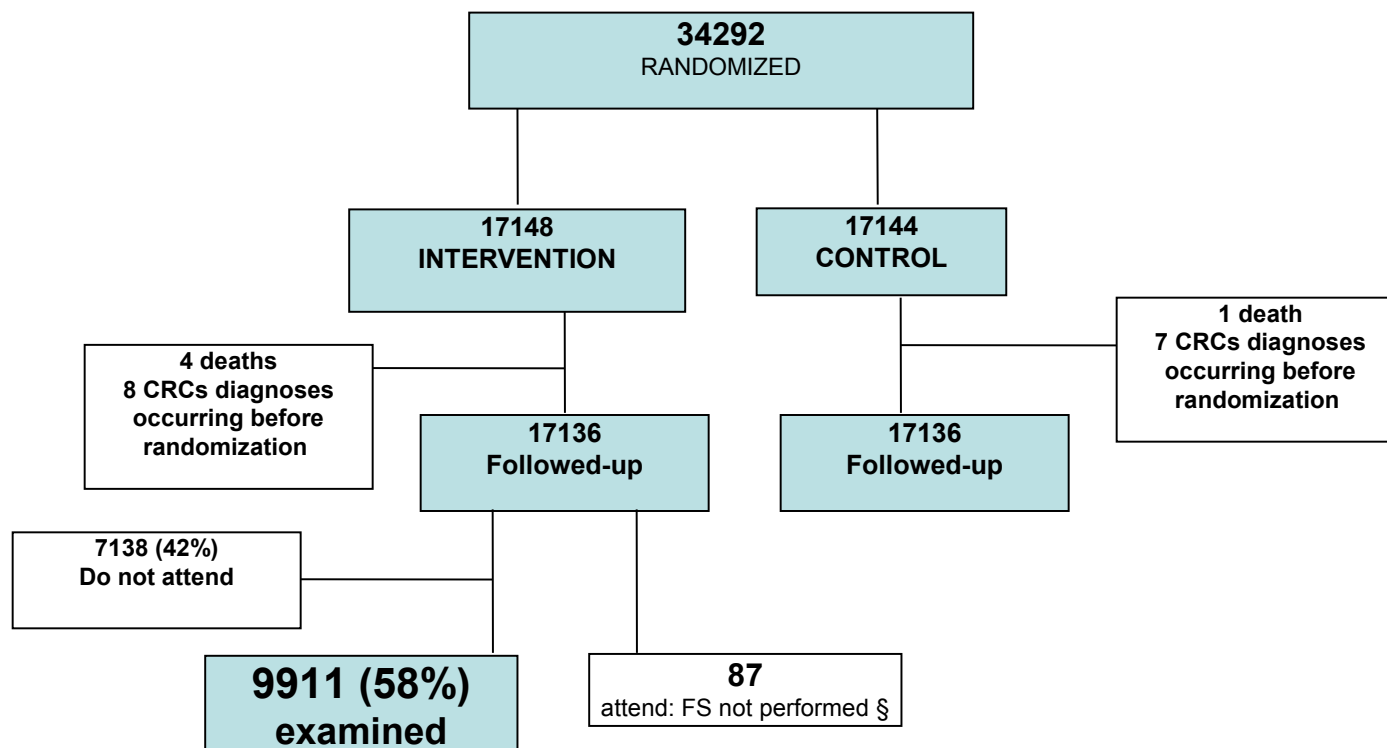 34292
RANDOMIZED
17148
INTERVENTION
17144
CONTROL
4 deaths
8 CRCs diagnoses
occurring before
randomization
1 death
7 CRCs diagnoses
occurring before
randomization
17136
Followed-up
17136
Followed-up
7138 (42%)
Do not attend
9911 (58%)
examined
87
attend: FS not performed §